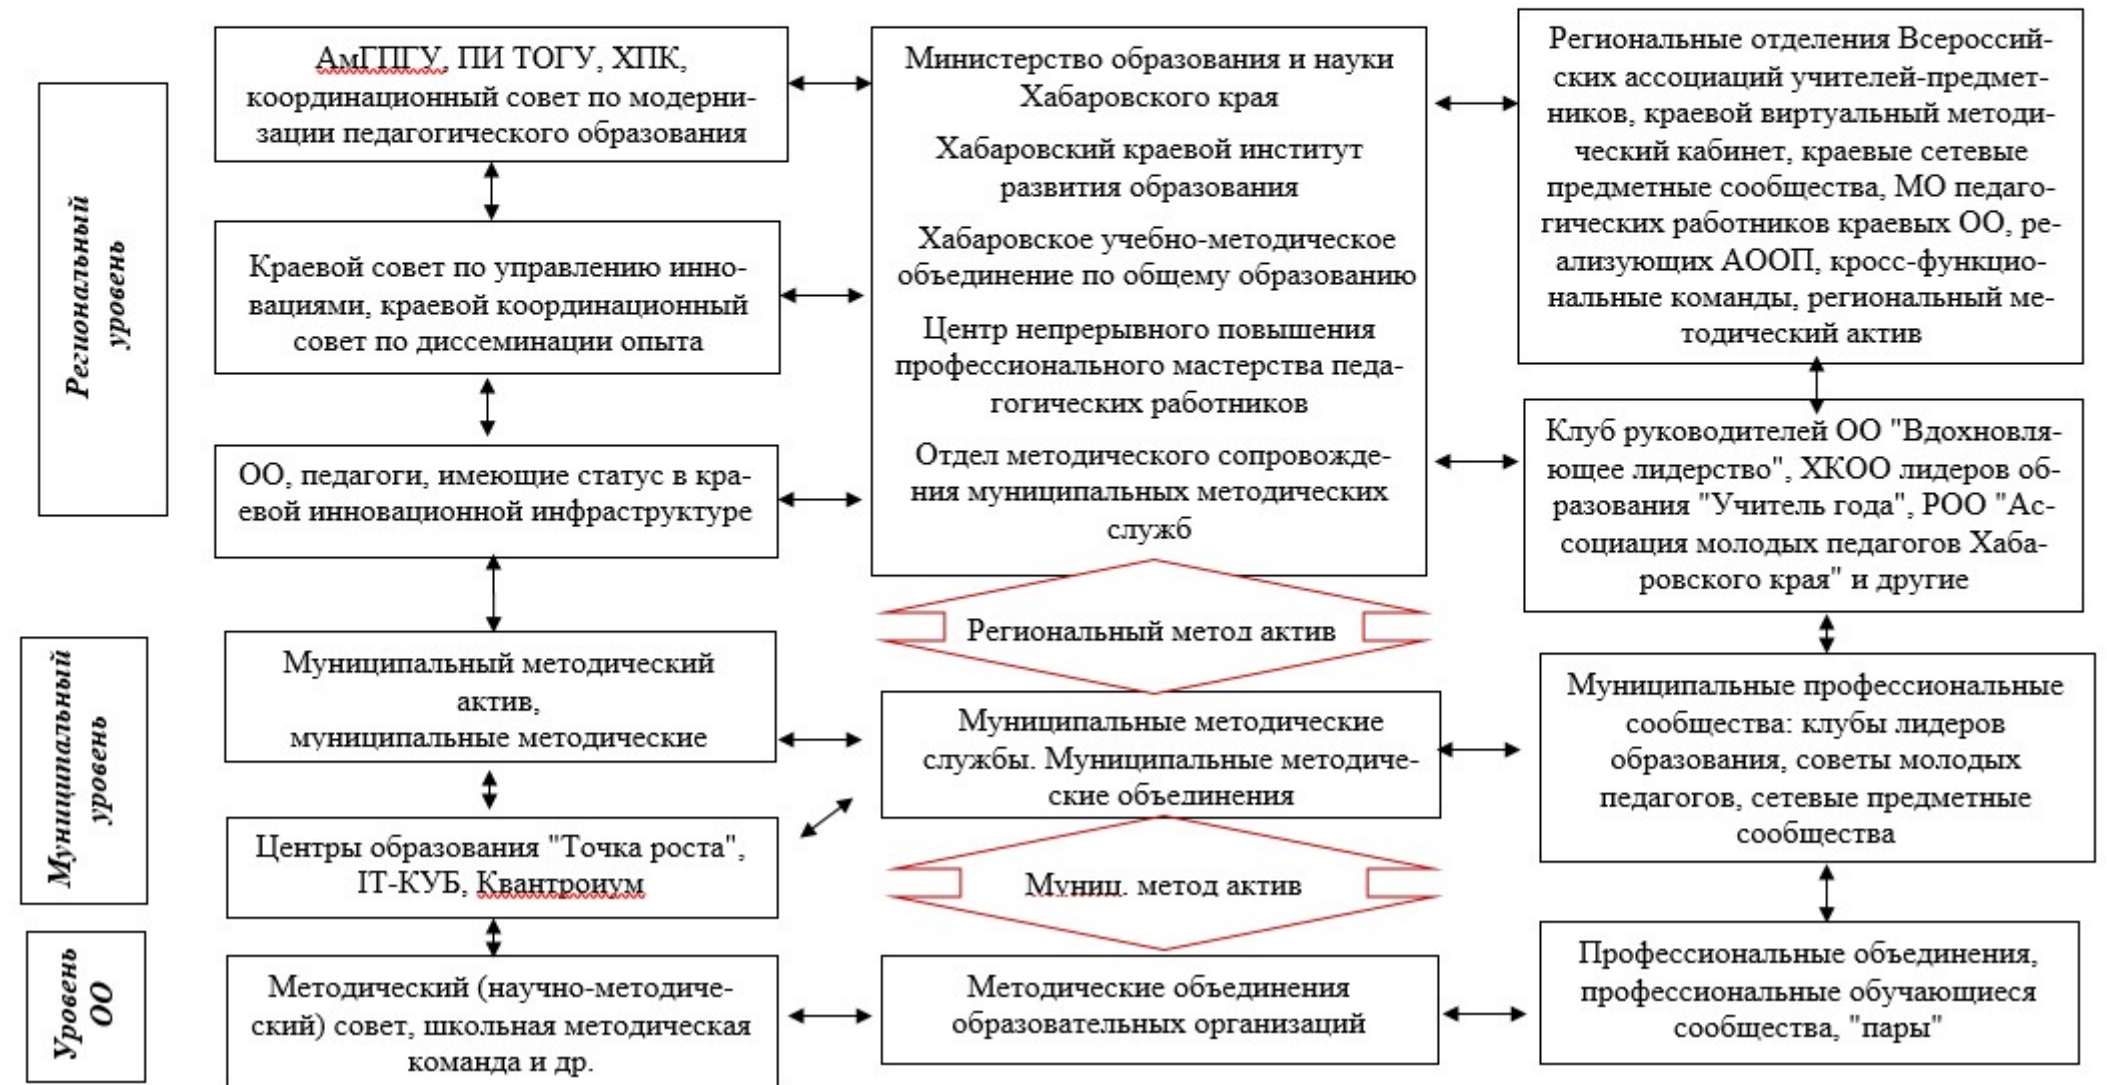 Региональный
уровень
АмГПГУ, ПИ ТОГУ, ХПК,
координационный совет по модерни-
зации педагогического образования
Краевой совет по управлению инно-
вациями, краевой координационный
совет по диссеминации опыта
ОО, педагоги, имеющие статус в кра-
евой инновационной инфраструктуре
Министерство образования и науки
Хабаровского края
Хабаровский краевой институт
развития образования
Хабаровское учебно-методическое
объединение по общему образованию
Центр непрерывного повышения
профессионального мастерства педа-
гогических работников
Отдел методического сопровожде-
ния муниципальных методических
служб
Региональные отделения Всероссий-
ских ассоциаций учителей-предмет-
ников, краевой виртуальный методи-
ческий кабинет, краевые сетевые
предметные сообщества, МО педаго-
гических работников краевых ОО, ре-
ализующих АООП, кросс-функцио-
нальные команды, региональный ме-
тодический актив
Клуб руководителей ОО "Вдохновля-
ющее лидерство", ХКОО лидеров об-
разования "Учитель года", РОО "Ас-
социация молодых педагогов Хаба-
ровского края" и другие
Региональный метод актив
Муниципальный
уровень
Муниципальный методический
актив,
муниципальные методические
Центры образования "Точка роста",
IT-КУБ, Квантроиум
Муниципальные методические
службы. Муниципальные методиче-
ские объединения
Муниципальные профессиональные
сообщества: клубы лидеров
образования, советы молодых
педагогов, сетевые предметные
сообщества
Муниц. метод актив
Уровень
ОО
Методический (научно-методиче-
ский) совет, школьная методическая
команда и др.
Методические объединения
образовательных организаций
Профессиональные объединения,
профессиональные обучающиеся
сообщества, "пары"